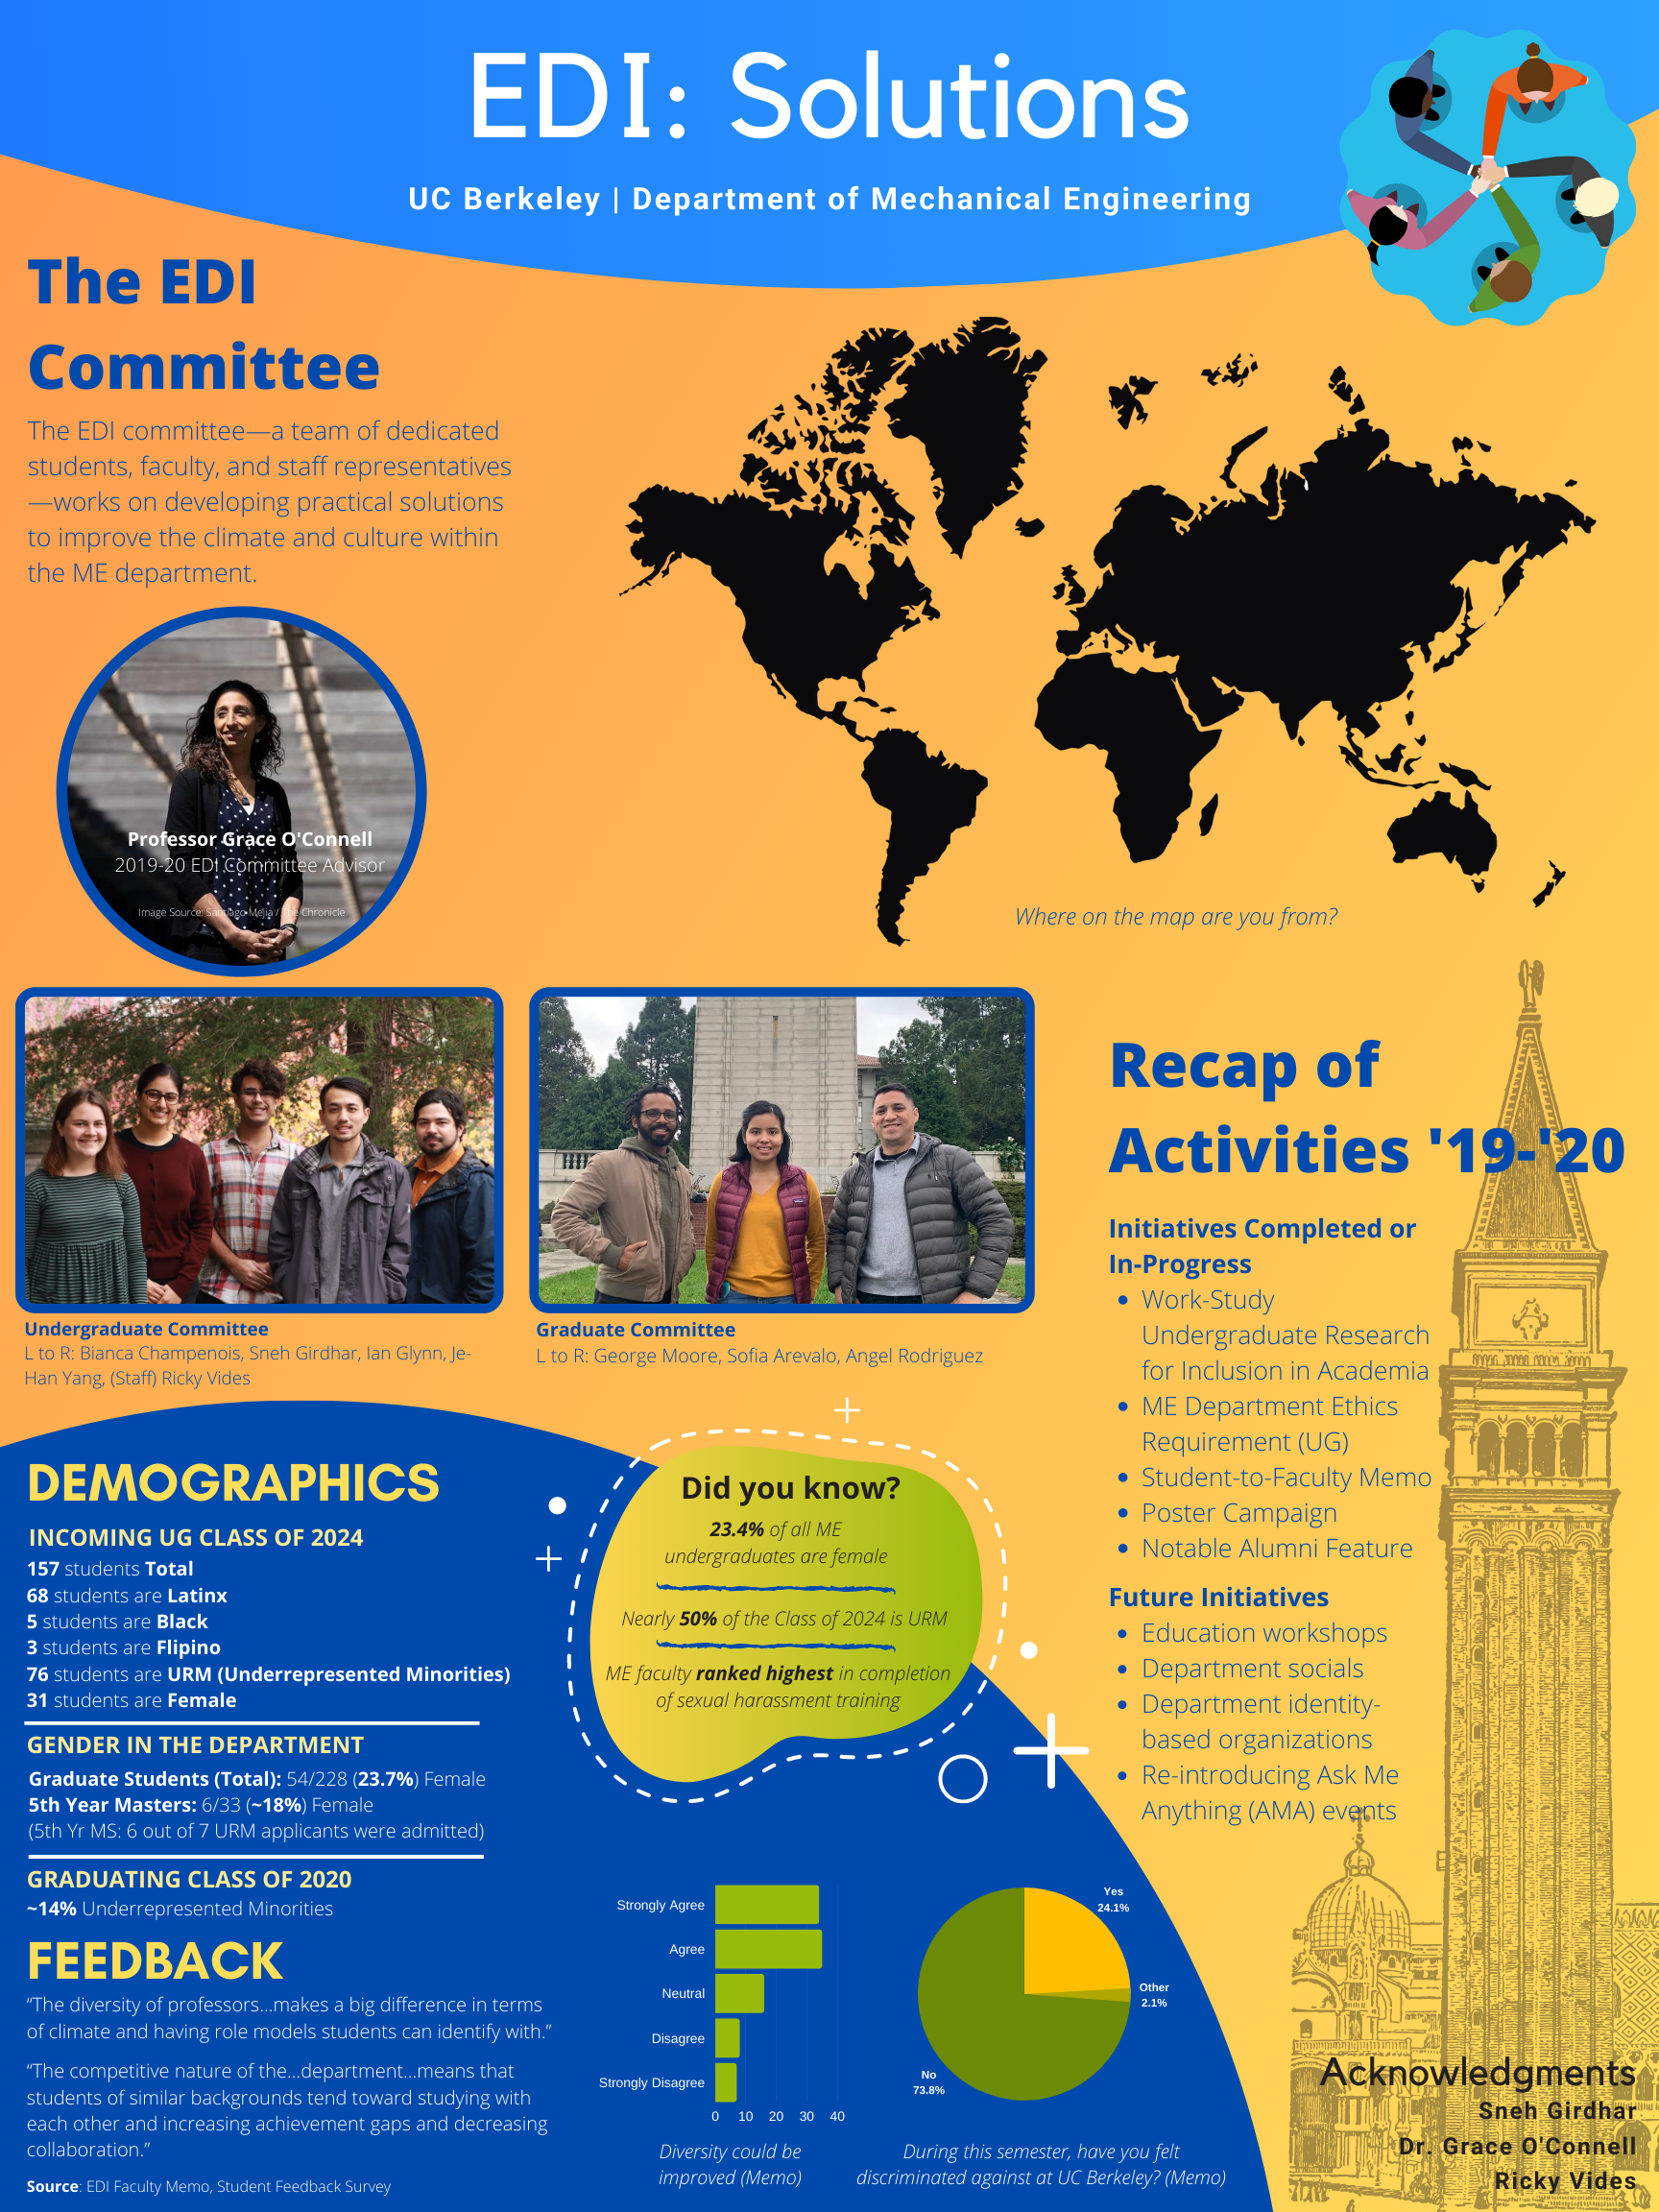 EDI: Solutions
UC Berkeley | Department of Mechanical Engineering
The EDI
Committee
The EDI committee—a team of dedicated
students, faculty, and staff representatives
—works on developing practical solutions
to improve the climate and culture within
the ME department.
Professor Grace O'Connell
2019-20 EDI Committee Advisor
Image Source: Santiago Mejia / The Chronicle
Where on the map are you from?
Undergraduate Committee
L to R: Bianca Champenois, Sneh Girdhar, Ian Glynn, Je-
Han Yang, (Staff) Ricky Vides
Graduate Committee
L to R: George Moore, Sofia Arevalo, Angel Rodriguez
Recap of
Activities '19-'20
Initiatives Completed or
In-Progress
• Work-Study
Undergraduate Research
for Inclusion in Academia
• ME Department Ethics
Requirement (UG)
• Student-to-Faculty Memo
• Poster Campaign
• Notable Alumni Feature
Future Initiatives
• Education workshops
• Department socials
• Department identity-
based organizations
• Re-introducing Ask Me
Anything (AMA) events
DEMOGRAPHICS
INCOMING UG CLASS OF 2024
157 students Total
68 students are Latinx
5 students are Black
3 students are Flipino
76 students are URM (Underrepresented Minorities)
31 students are Female
GENDER IN THE DEPARTMENT
Graduate Students (Total): 54/228 (23.7%) Female
5th Year Masters: 6/33 (~18%) Female
(5th Yr MS: 6 out of 7 URM applicants were admitted)
GRADUATING CLASS OF 2020
~14% Underrepresented Minorities
Did you know?
23.4% of all ME
undergraduates are female
Nearly 50% of the Class of 2024 is URM
ME faculty ranked highest in completion
of sexual harassment training
FEEDBACK
“The diversity of professors...makes a big difference in terms
of climate and having role models students can identify with.”
“The competitive nature of the...department...means that
students of similar backgrounds tend toward studying with
each other and increasing achievement gaps and decreasing
collaboration.”
Source: EDI Faculty Memo, Student Feedback Survey
Strongly Agree
Agree
Neutral
Disagree
Strongly Disagree
0 10 20 30 40
Diversity could be
improved (Memo)
Yes
24.1%
Other
2.1%
No
73.8%
During this semester, have you felt
discriminated against at UC Berkeley? (Memo)
Acknowledgments
Sneh Girdhar
Dr. Grace O'Connell
Ricky Vides